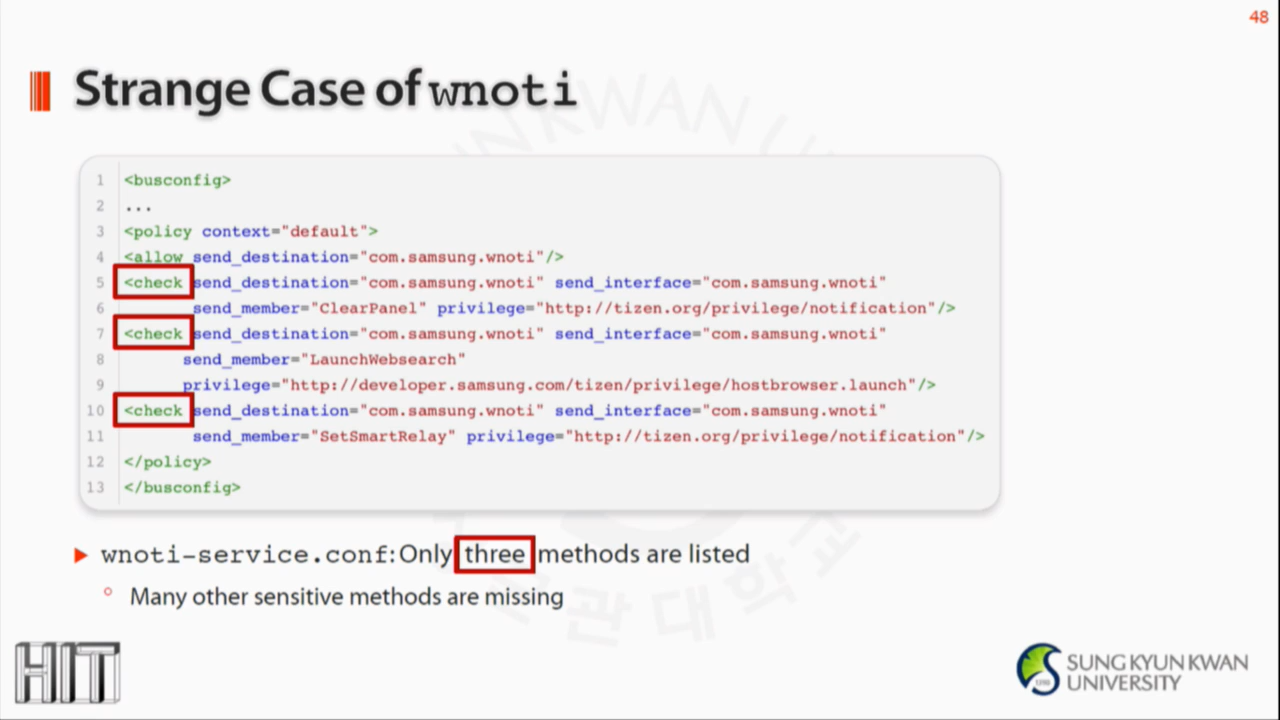 48
Strange Case of wnoti
1 <busconfig>
2 ...
3 <policy context="default">
4 <allow send_destination="com.samsung.wnoti"/>
5 <check send_destination="com.samsung.wnoti" send_interface="com.samsung.wnoti"
6 send_member="ClearPanel" privilege="http://tizen.org/privilege/notification"/>
7 <check send_destination="com.samsung.wnoti" send_interface="com.samsung.wnoti"
8 send_member="LaunchWebsearch"
9 privilege="http://developer.samsung.com/tizen/privilege/hostbrowser.launch"/>
10 <check send_destination="com.samsung.wnoti" send_interface="com.samsung.wnoti"
11 send_member="SetSmartRelay" privilege="http://tizen.org/privilege/notification"/>
12 </policy>
13 </busconfig>
wnoti-service.conf: Only three methods are listed
Many other sensitive methods are missing
HIT
SUNG KYUN KWAN
UNIVERSITY